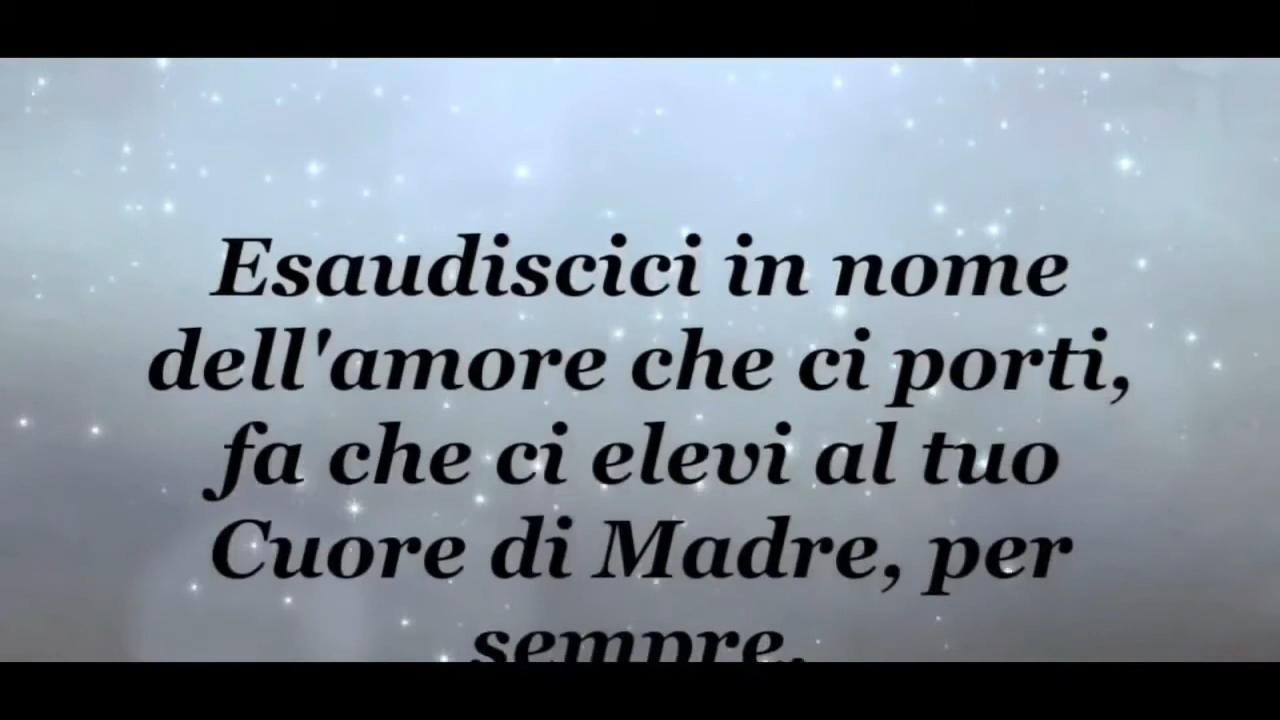 Esaudiscici in nome
dell'amore che ci porti,
fa che ci elevi al tuo
Cuore di Madre, per
sempre.